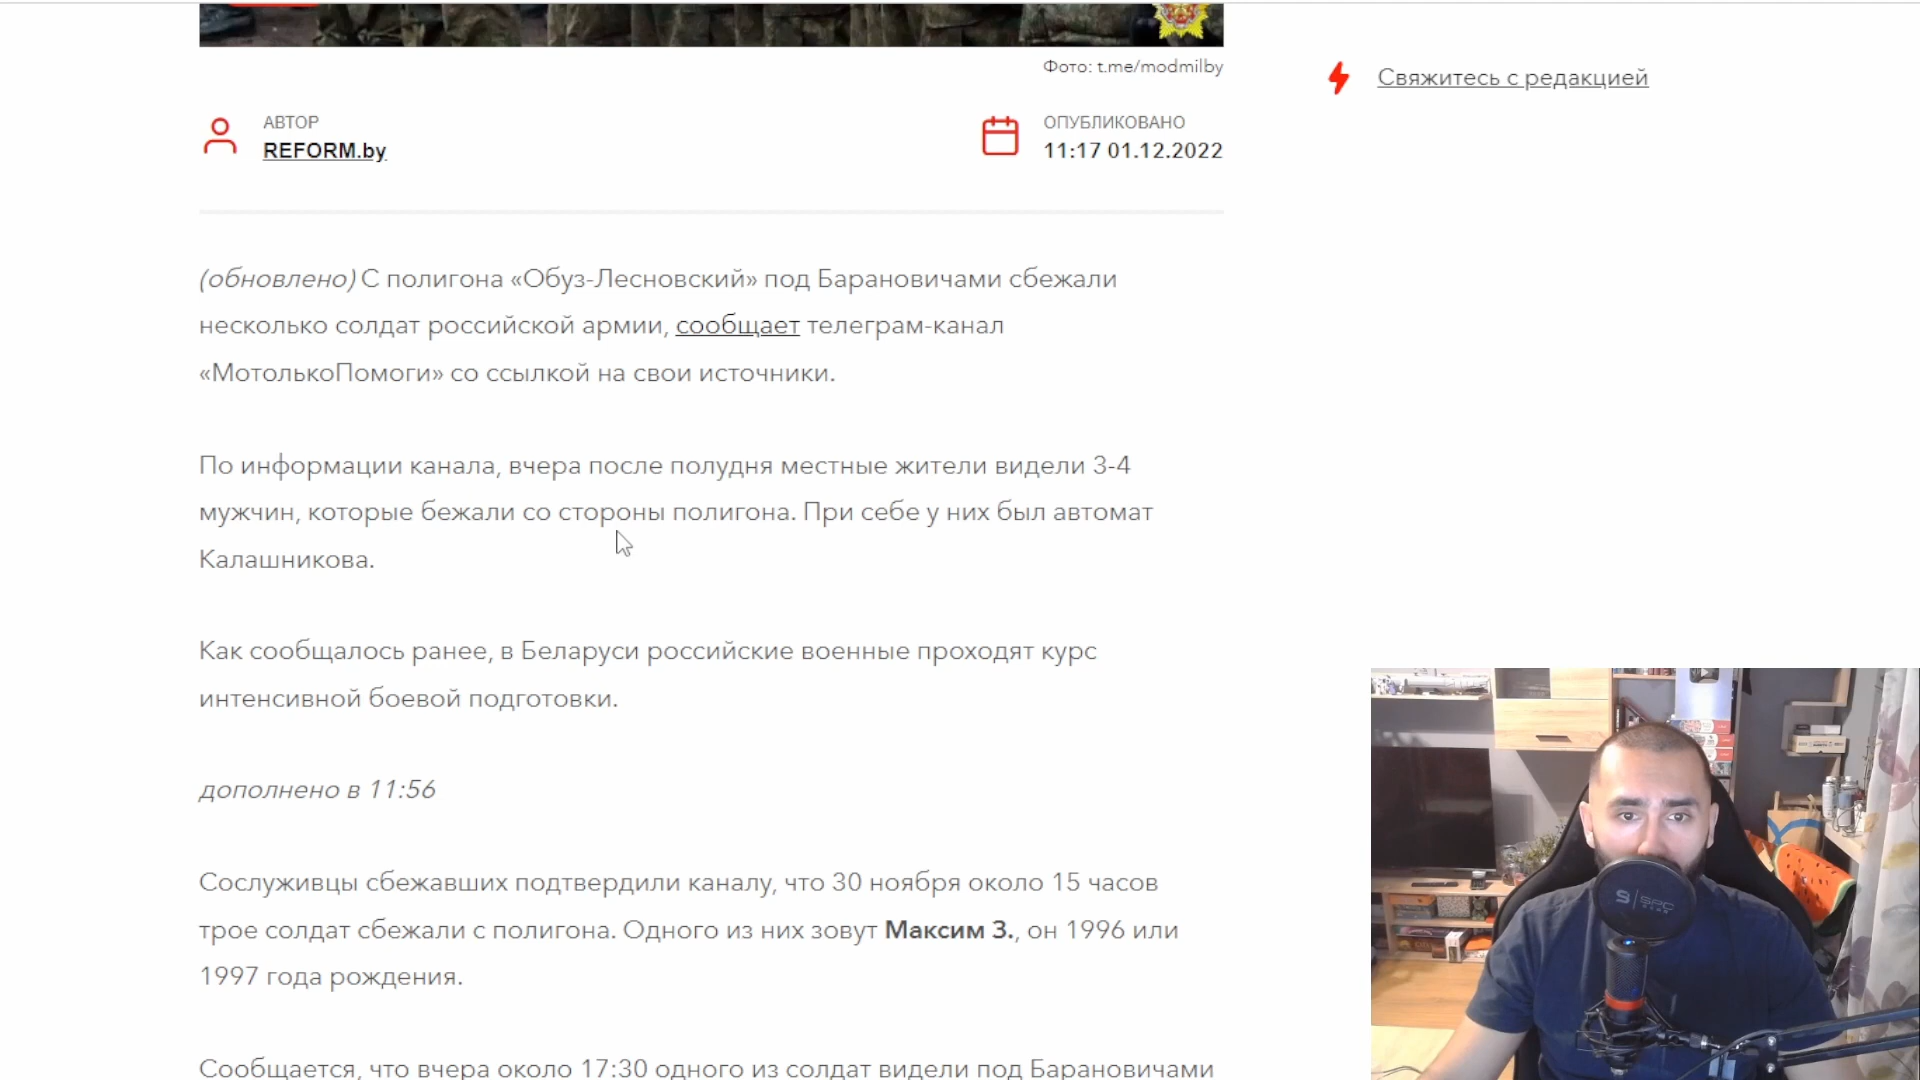 Фото: t.me/modmilby
Свяжитесь с редакцией
АВТОР
REFORM.by
ОПУБЛИКОВАНО
11:17 01.12.2022
(обновлено) С полигона «Обуз-Лесновский» под Барановичами сбежали
несколько солдат российской армии, сообщает телеграм-канал
«МотолькоПомоги» со ссылкой на свои источники.
По информации канала, вчера после полудня местные жители видели 3-4
мужчин, которые бежали со стороны полигона. При себе у них был автомат
Калашникова.
Как сообщалось ранее, в Беларуси российские военные проходят курс
интенсивной боевой подготовки.
дополнено в 11:56
Сослуживцы сбежавших подтвердили каналу, что 30 ноября около 15 часов
трое солдат сбежали с полигона. Одного из них зовут Максим З., он 1996 или
1997 года рождения.
Сообщается, что вчера около 17:30 одного из солдат видели под Барановичами
SPC